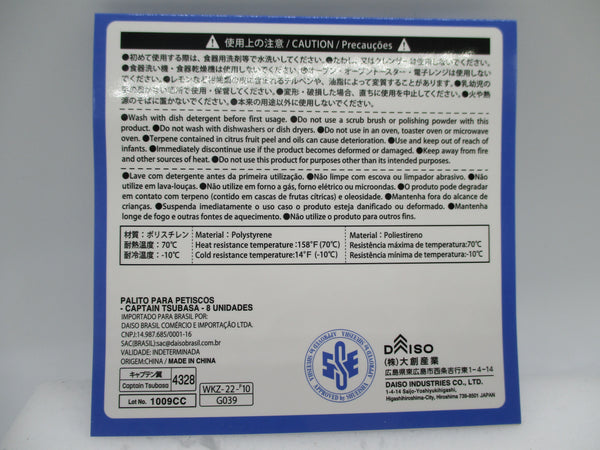 使用上の注意 / CAUTION / Precauções
●初めて使用する際は、食器用洗剤等で水洗いしてください。●たわし、又はクレンザーは使用しないでください。
●食器洗い機・食器乾燥機は使用しないでください。●オーブン・オーブントースター・電子レンジは使用しない
でください。●レモンなど柑橘類の皮に含まれるテルペンや、油脂によって変質することがあります。●乳幼児の
手の届かない所で使用・保管してください。●変形・破損した場合、直ちに使用を中止してください。●火や熱
源のそばに置かないでください。●本来の用途以外に使用しないでください。
●Wash with dish detergent before first usage. ●Do not use a scrub brush or polishing powder with this
product. ●Do not wash with dishwashers or dish dryers. ●Do not use in an oven, toaster oven or microwave
oven. ●Terpene contained in citrus fruit peel and oils can cause deterioration. ●Use and keep out of reach of
infants. ●Immediately discontinue use if the product becomes deformed or damaged. ●Keep away from fire
and other sources of heat. ●Do not use this product for purposes other than its intended purposes.
●Lave com detergente antes da primeira utilização. ●Não limpe com escova ou limpador abrasivo. ●Não
utilize em lava-louças. ●Não utilize em forno a gás, forno elétrico ou microondas. ●O produto pode degradar
em contato com terpeno (contido em cascas de frutas cítricas) e oleosidade. ●Mantenha fora do alcance de
crianças. ●Suspenda imediatamente o uso caso o produto esteja danificado ou deformado. ●Mantenha
longe de fogo e outras fontes de aquecimento. ●Não utilize o produto para outros fins.
材質：ポリスチレン Material：Polystyrene Material：Poliestireno
耐熱温度：70℃ Heat resistance temperature：158°F (70℃) Resistência máxima de temperatura:70℃
耐冷温度：-10℃ Cold resistance temperature：14°F (-10℃) Resistência mínima de temperatura:-10℃
PALITO PARA PETISCOS
- CAPTAIN TSUBASA - 8 UNIDADES
IMPORTADO PARA BRASIL POR:
DAISO BRASIL COMÉRCIO E IMPORTAÇÃO LTDA.
CNPJ:14.987.685/0001-16
SAC(BRASIL):sac@daisobrasil.com.br
VALIDADE: INDETERMINADA
ORIGEM:CHINA / MADE IN CHINA
キャプテン翼
Captain Tsubasa
4328
Lot No. 1009CC
WKZ-22-'10
G039
SSE
Approved by SHUEISHA
DAISO
(株)大創産業
広島県東広島市西条吉行東1-4-14
DAISO INDUSTRIES CO., LTD.
1-4-14 Saijo-Yoshiyukihigashi,
Higashihiroshima-City, Hiroshima 739-8501 JAPAN